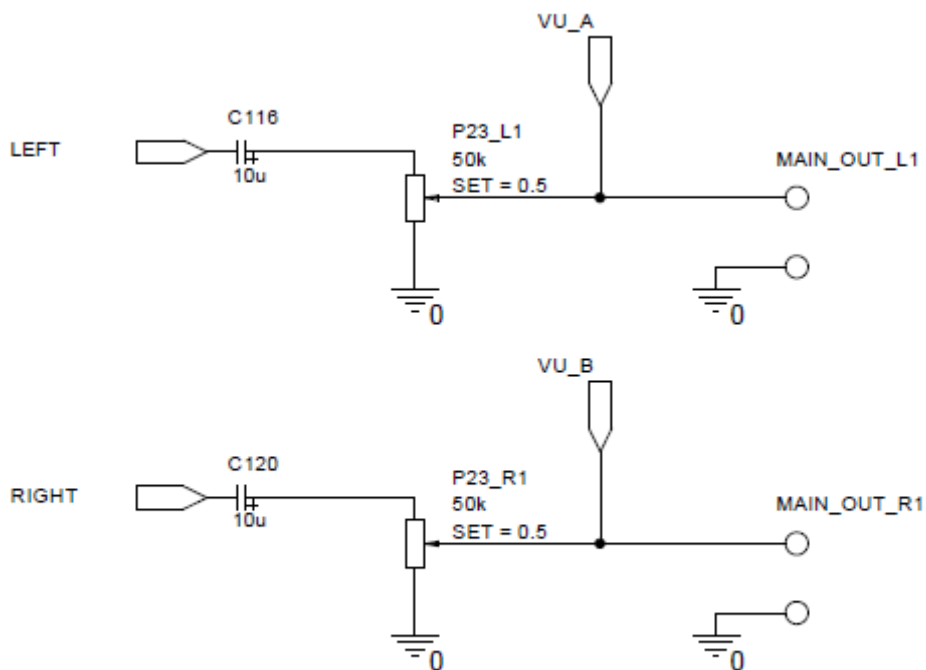 VU_A
C116
LEFT
10u
P23_L1
50k
SET = 0.5
MAIN_OUT_L1
0
0
VU_B
C120
RIGHT
10u
P23_R1
50k
SET = 0.5
MAIN_OUT_R1
0
0